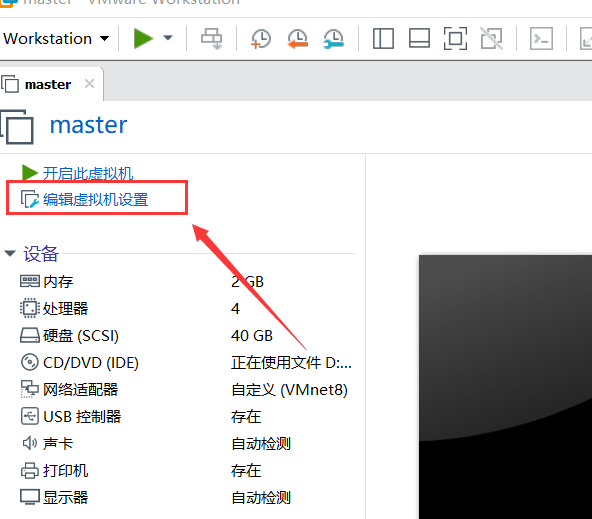 master - VMware Workstation
Workstation
master
master
开启此虚拟机
编辑虚拟机设置
设备
内存 2 GB
处理器 4
硬盘 (SCSI) 40 GB
CD/DVD (IDE) 正在使用文件 D:...
网络适配器 自定义 (VMnet8)
USB 控制器 存在
声卡 自动检测
打印机 存在
显示器 自动检测